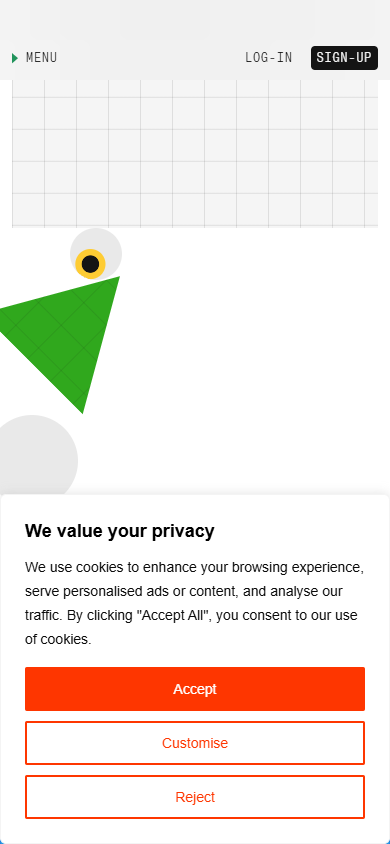 MENU LOG-IN SIGN-UP
We value your privacy
We use cookies to enhance your browsing experience,
serve personalised ads or content, and analyse our
traffic. By clicking "Accept All", you consent to our use
of cookies.
Accept
Customise
Reject